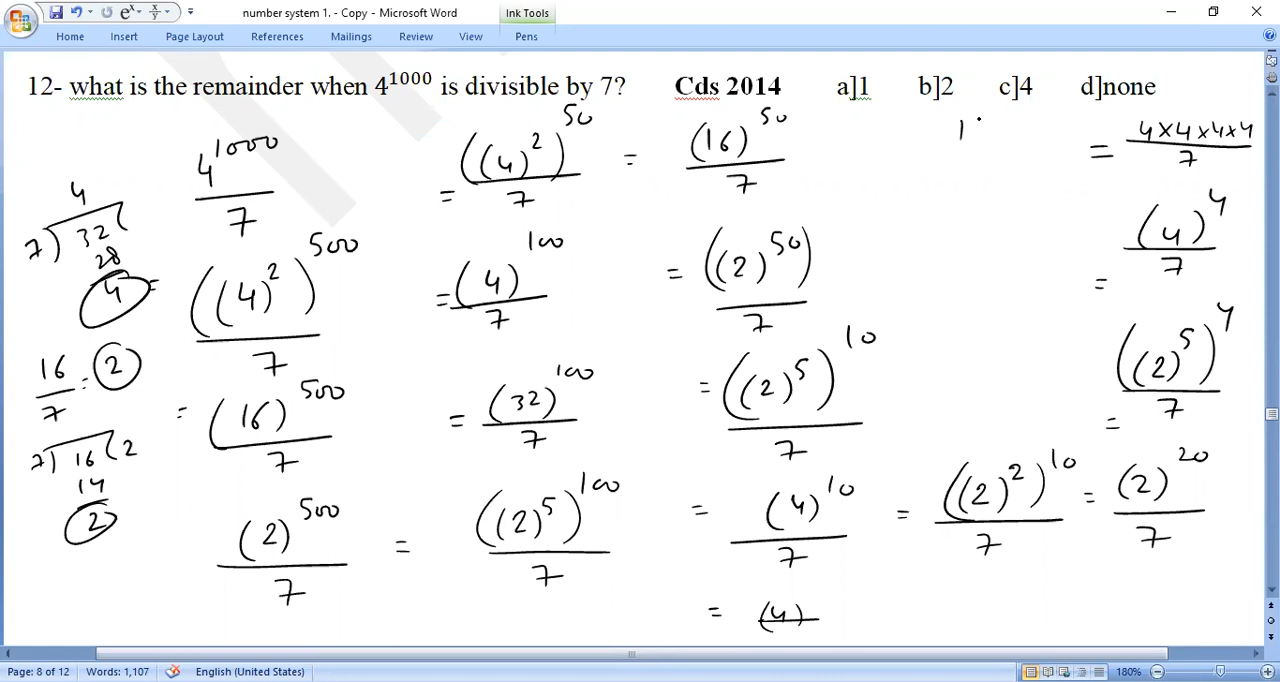 number system 1. - Copy - Microsoft Word
Ink Tools
Home Insert Page Layout References Mailings Review View Pens
12- what is the remainder when 4^1000 is divisible by 7? Cds 2014 a]1 b]2 c]4 d]none
4^1000 / 7
= ((4)^2)^500 / 7
= (16)^500 / 7
(2)^500 / 7
4
7) 32 (
28
4
16 / 7 = 2
7) 16 ( 2
14
2
= ((4)^2)^50 / 7
= (4)^100 / 7
= (32)^100 / 7
= ((2)^5)^100 / 7
= (16)^50 / 7
= ((2)^50) / 7
= ((2)^5)^10 / 7
= (4)^10 / 7
= (4)
= ((2)^2)^10 / 7
= (2)^20 / 7
= ((2)^5)^4 / 7
= (4)^4 / 7
= 4×4×4×4 / 7
1
Page: 8 of 12 Words: 1,107 English (United States) 180%